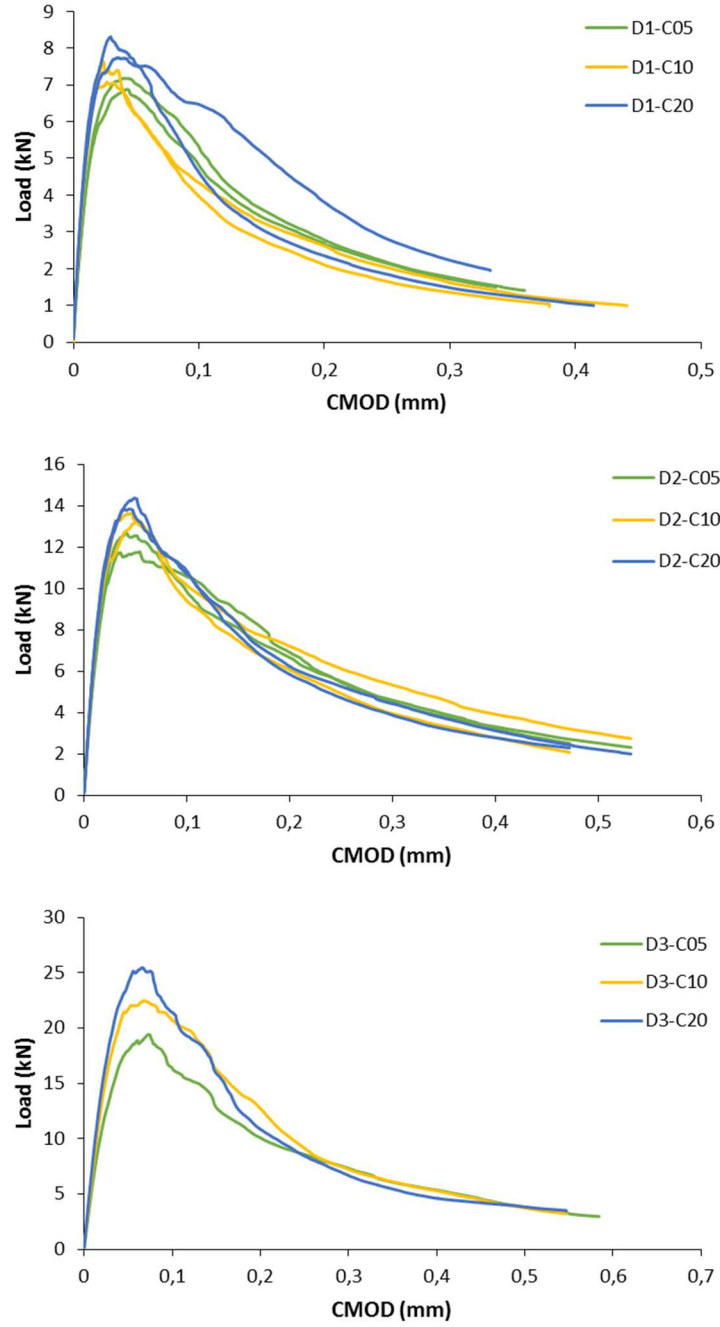 9
8
7
6
5
4
3
2
1
0
Load (kN)
D1-C05
D1-C10
D1-C20
0 0,1 0,2 0,3 0,4 0,5
CMOD (mm)
16
14
12
10
8
6
4
2
0
Load (kN)
D2-C05
D2-C10
D2-C20
0 0,1 0,2 0,3 0,4 0,5 0,6
CMOD (mm)
30
25
20
15
10
5
0
Load (kN)
D3-C05
D3-C10
D3-C20
0 0,1 0,2 0,3 0,4 0,5 0,6 0,7
CMOD (mm)